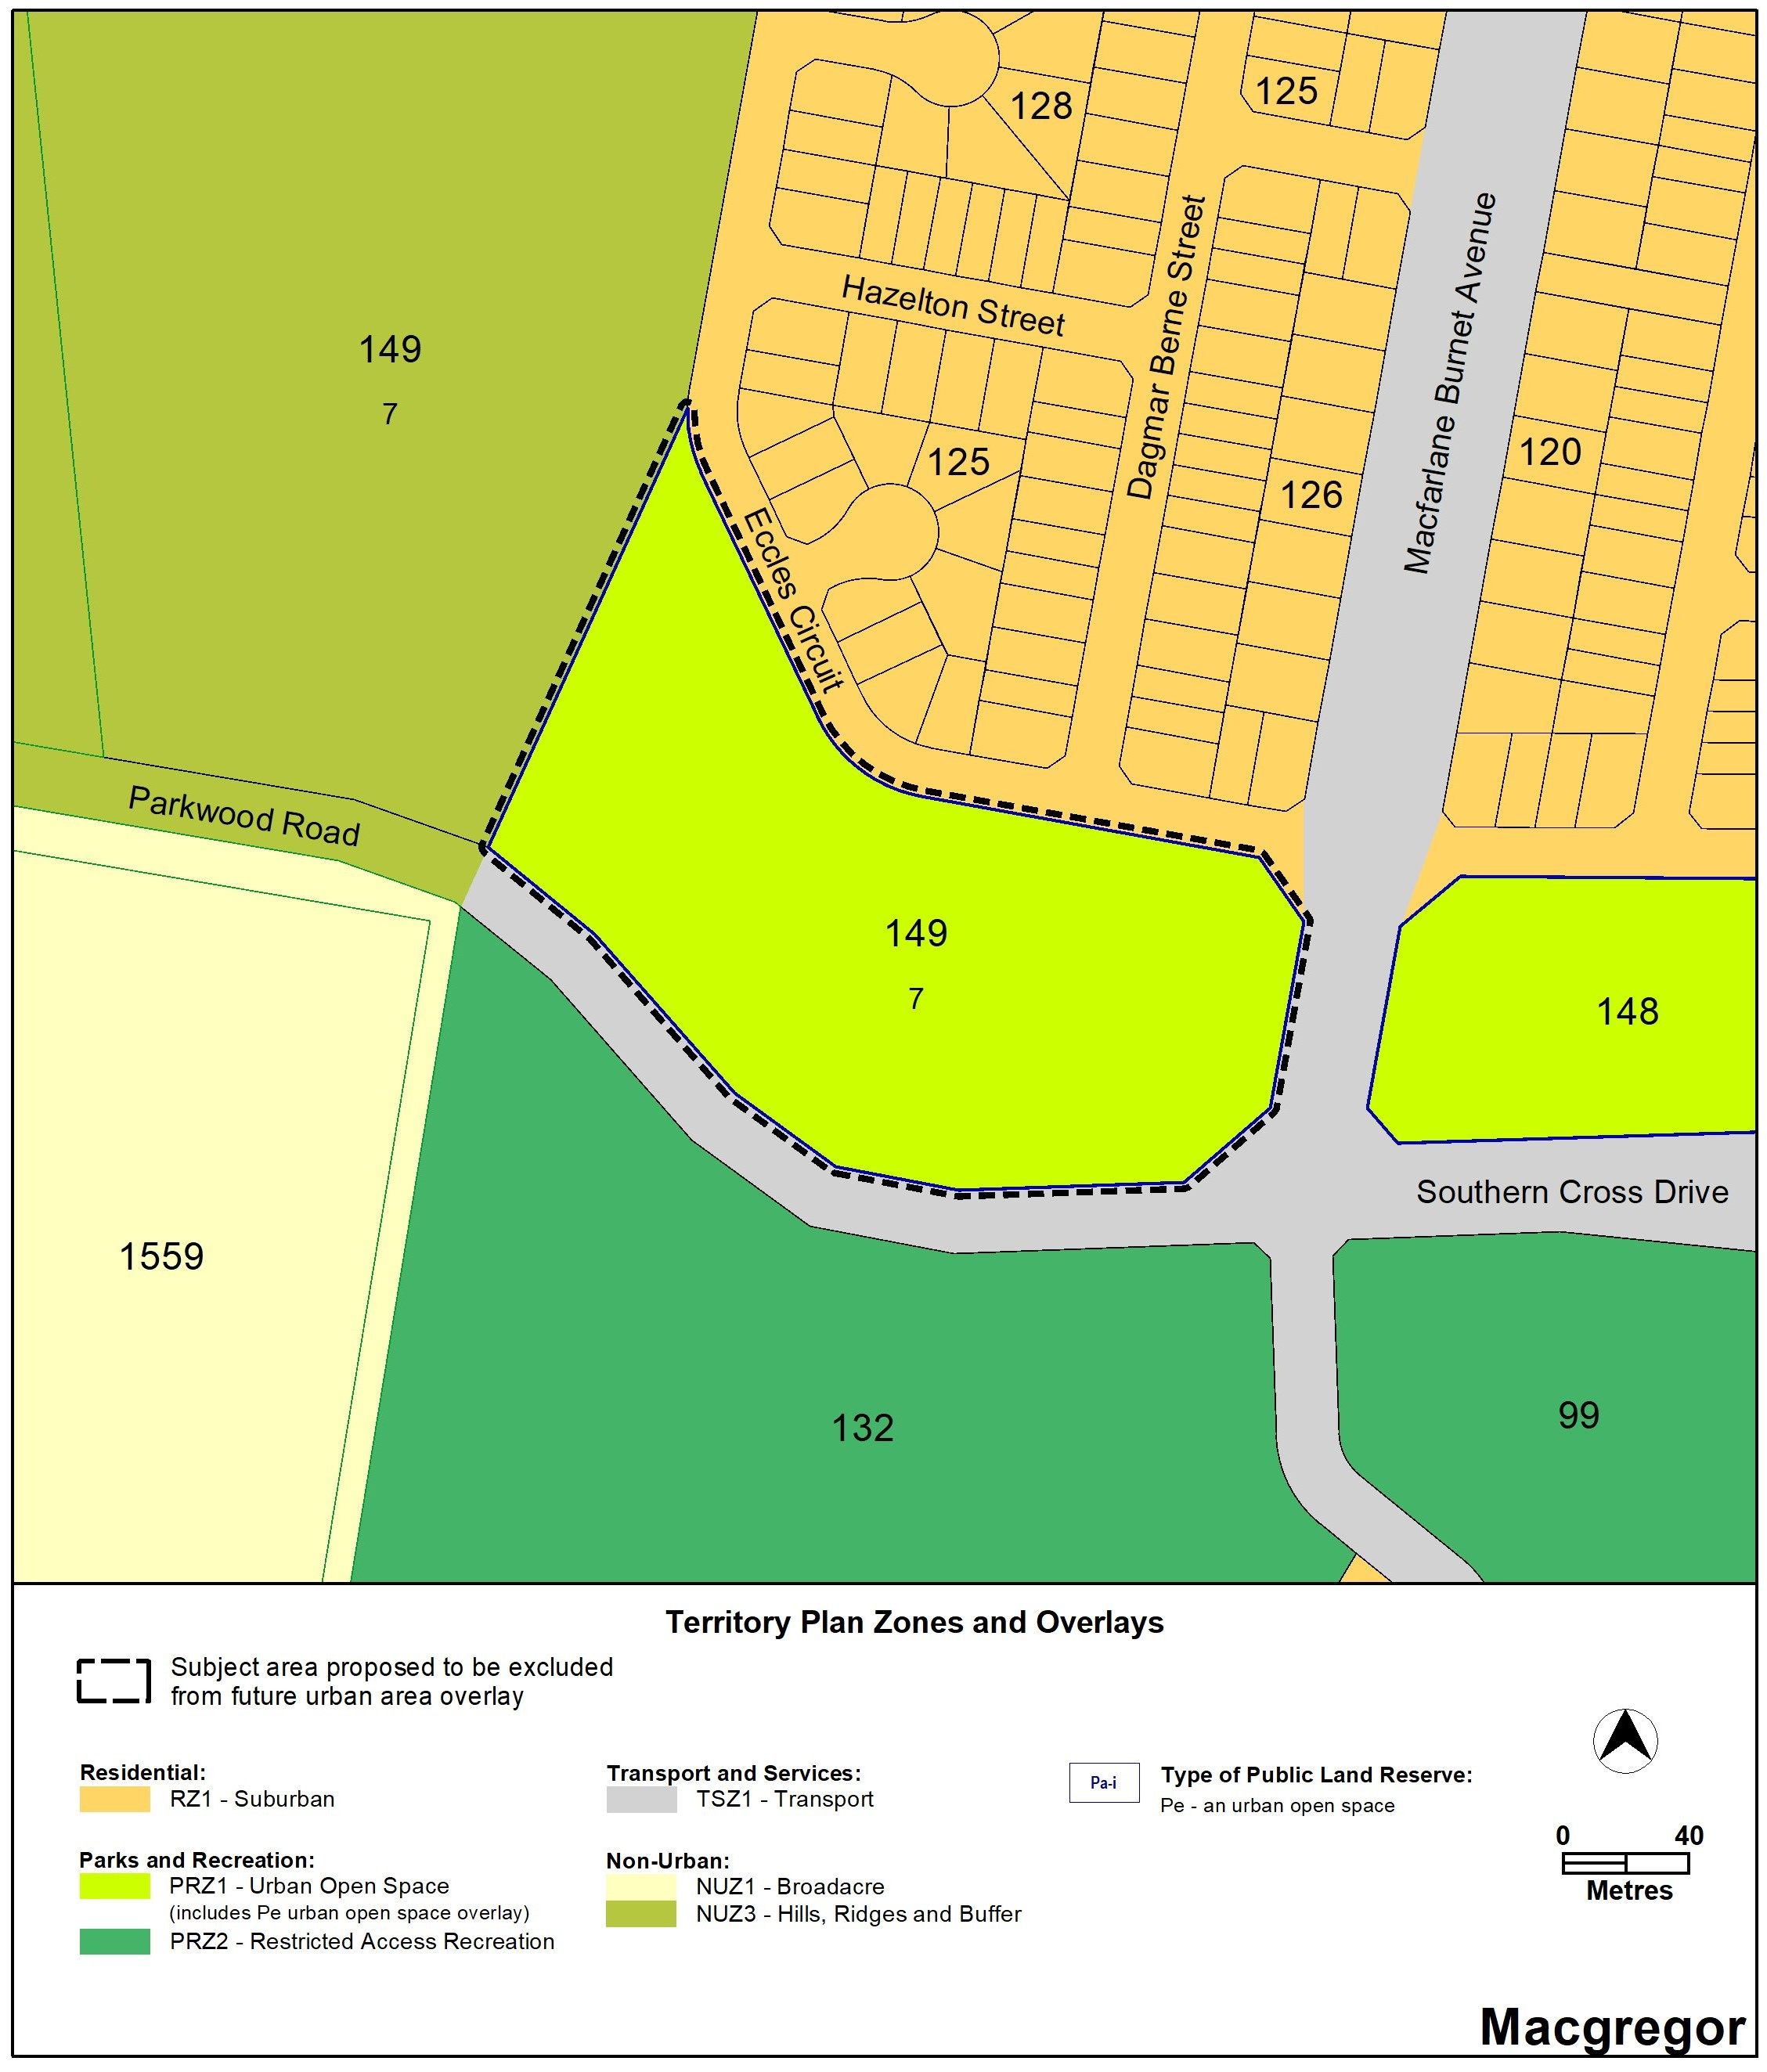 128
125
Hazelton Street
Dagmar Berne Street
Macfarlane Burnet Avenue
149
7
125
126
120
Eccles Circuit
Parkwood Road
149
7
148
Southern Cross Drive
1559
132
99
Territory Plan Zones and Overlays
Subject area proposed to be excluded
from future urban area overlay
Residential:
RZ1 - Suburban
Parks and Recreation:
PRZ1 - Urban Open Space
(includes Pe urban open space overlay)
PRZ2 - Restricted Access Recreation
Transport and Services:
TSZ1 - Transport
Non-Urban:
NUZ1 - Broadacre
NUZ3 - Hills, Ridges and Buffer
Pa-i
Type of Public Land Reserve:
Pe - an urban open space
0 40
Metres
Macgregor